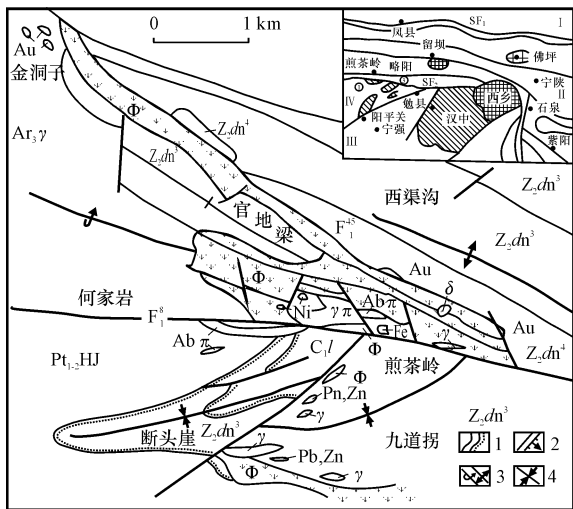 0 1 km
Au
金洞子
Φ
Ar₃γ
Z₂dn⁴
Z₂dn³
官地梁
F₁⁴⁵
西渠沟
Z₂dn³
Z₂dn³
Au
δ
Φ
Ni
γπ
Abπ
Fe
γ
Au
Z₂dn⁴
何家岩
F₁⁸
Abπ
C₁l
Φ
煎茶岭
Pt₁₋₂HJ
Φ
Pn,Zn
γ
Z₂dn³
断头崖
γ
Pb,Zn
Φ
γ
九道拐
Z₂dn³
1
2
3
4
SF₁
I
凤县
留坝
佛坪
煎茶岭
略阳
宁陕
II
SF₂
西乡
石泉
IV
勉县
汉中
阳平关
宁强
III
紫阳